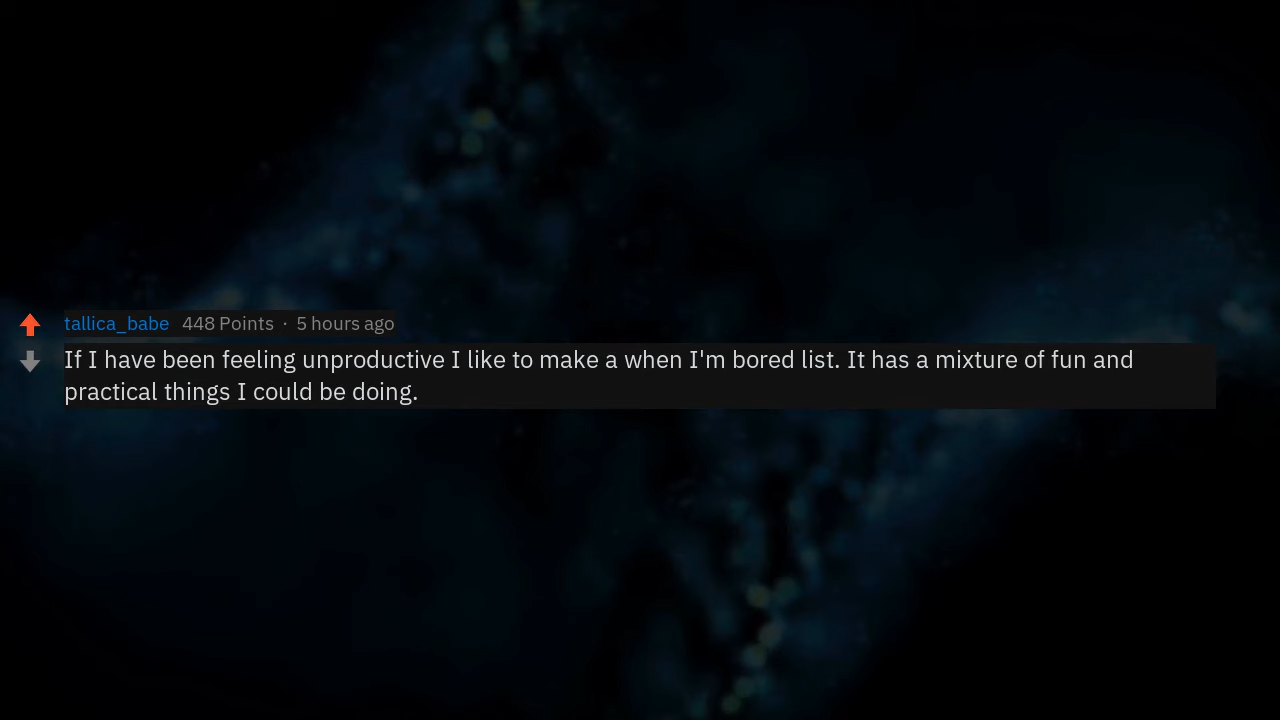 tallica_babe 448 Points · 5 hours ago
If I have been feeling unproductive I like to make a when I'm bored list. It has a mixture of fun and
practical things I could be doing.